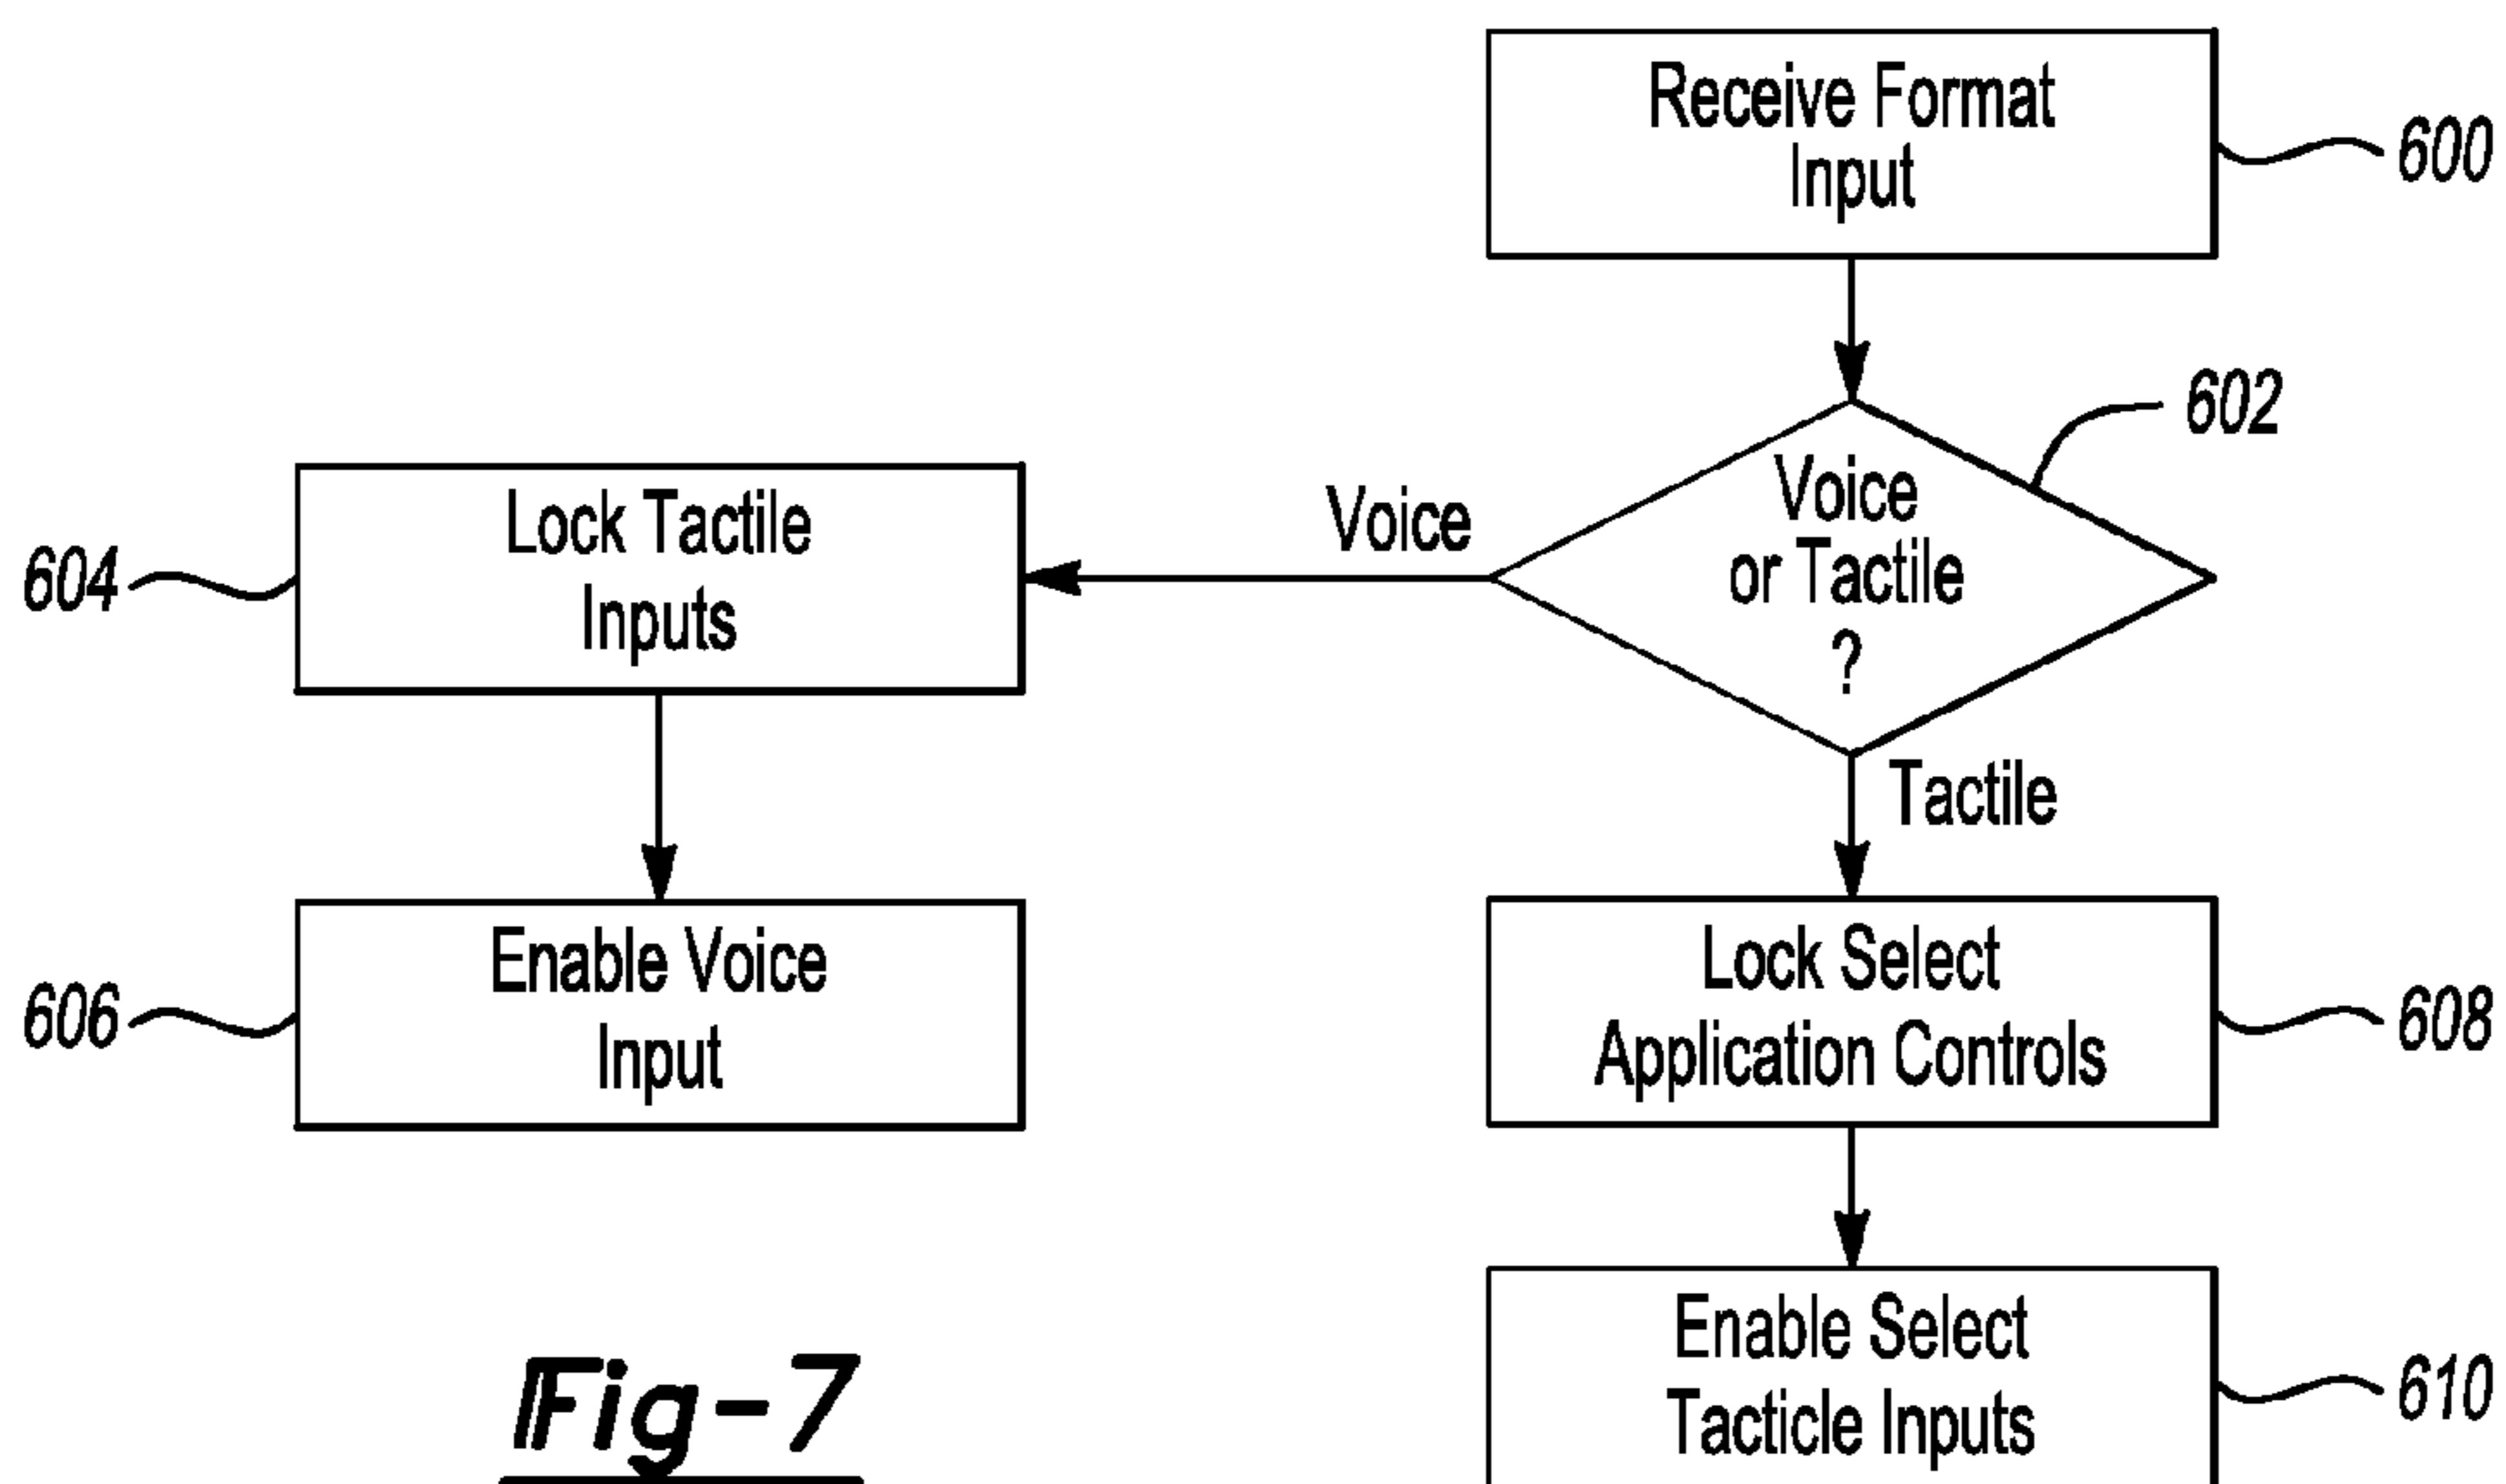 Receive Format
Input
600
602
Voice
or Tactile
?
Voice
Lock Tactile
Inputs
604
Tactile
Enable Voice
Input
606
Lock Select
Application Controls
608
Enable Select
Tacticle Inputs
610
Fig-7